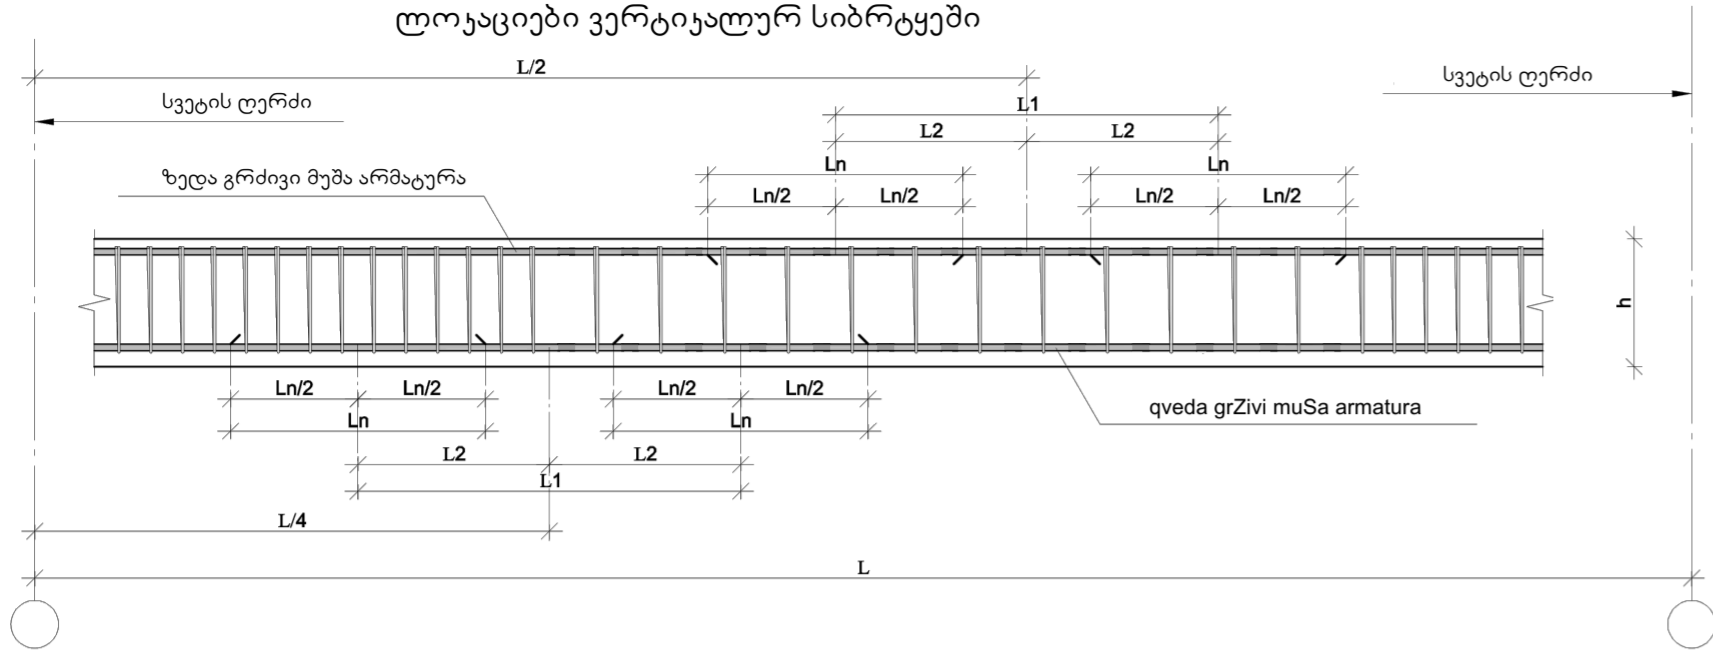 ლოკაციები ვერტიკალურ სიბრტყეში
L/2
სვეტის ღერძი
სვეტის ღერძი
L1
L2 L2
Ln Ln
ზედა გრძივი მუშა არმატურა
Ln/2 Ln/2 Ln/2 Ln/2
h
Ln/2 Ln/2 Ln/2 Ln/2
qveda grZivi muSa armatura
Ln Ln
L2 L2
L1
L/4
L